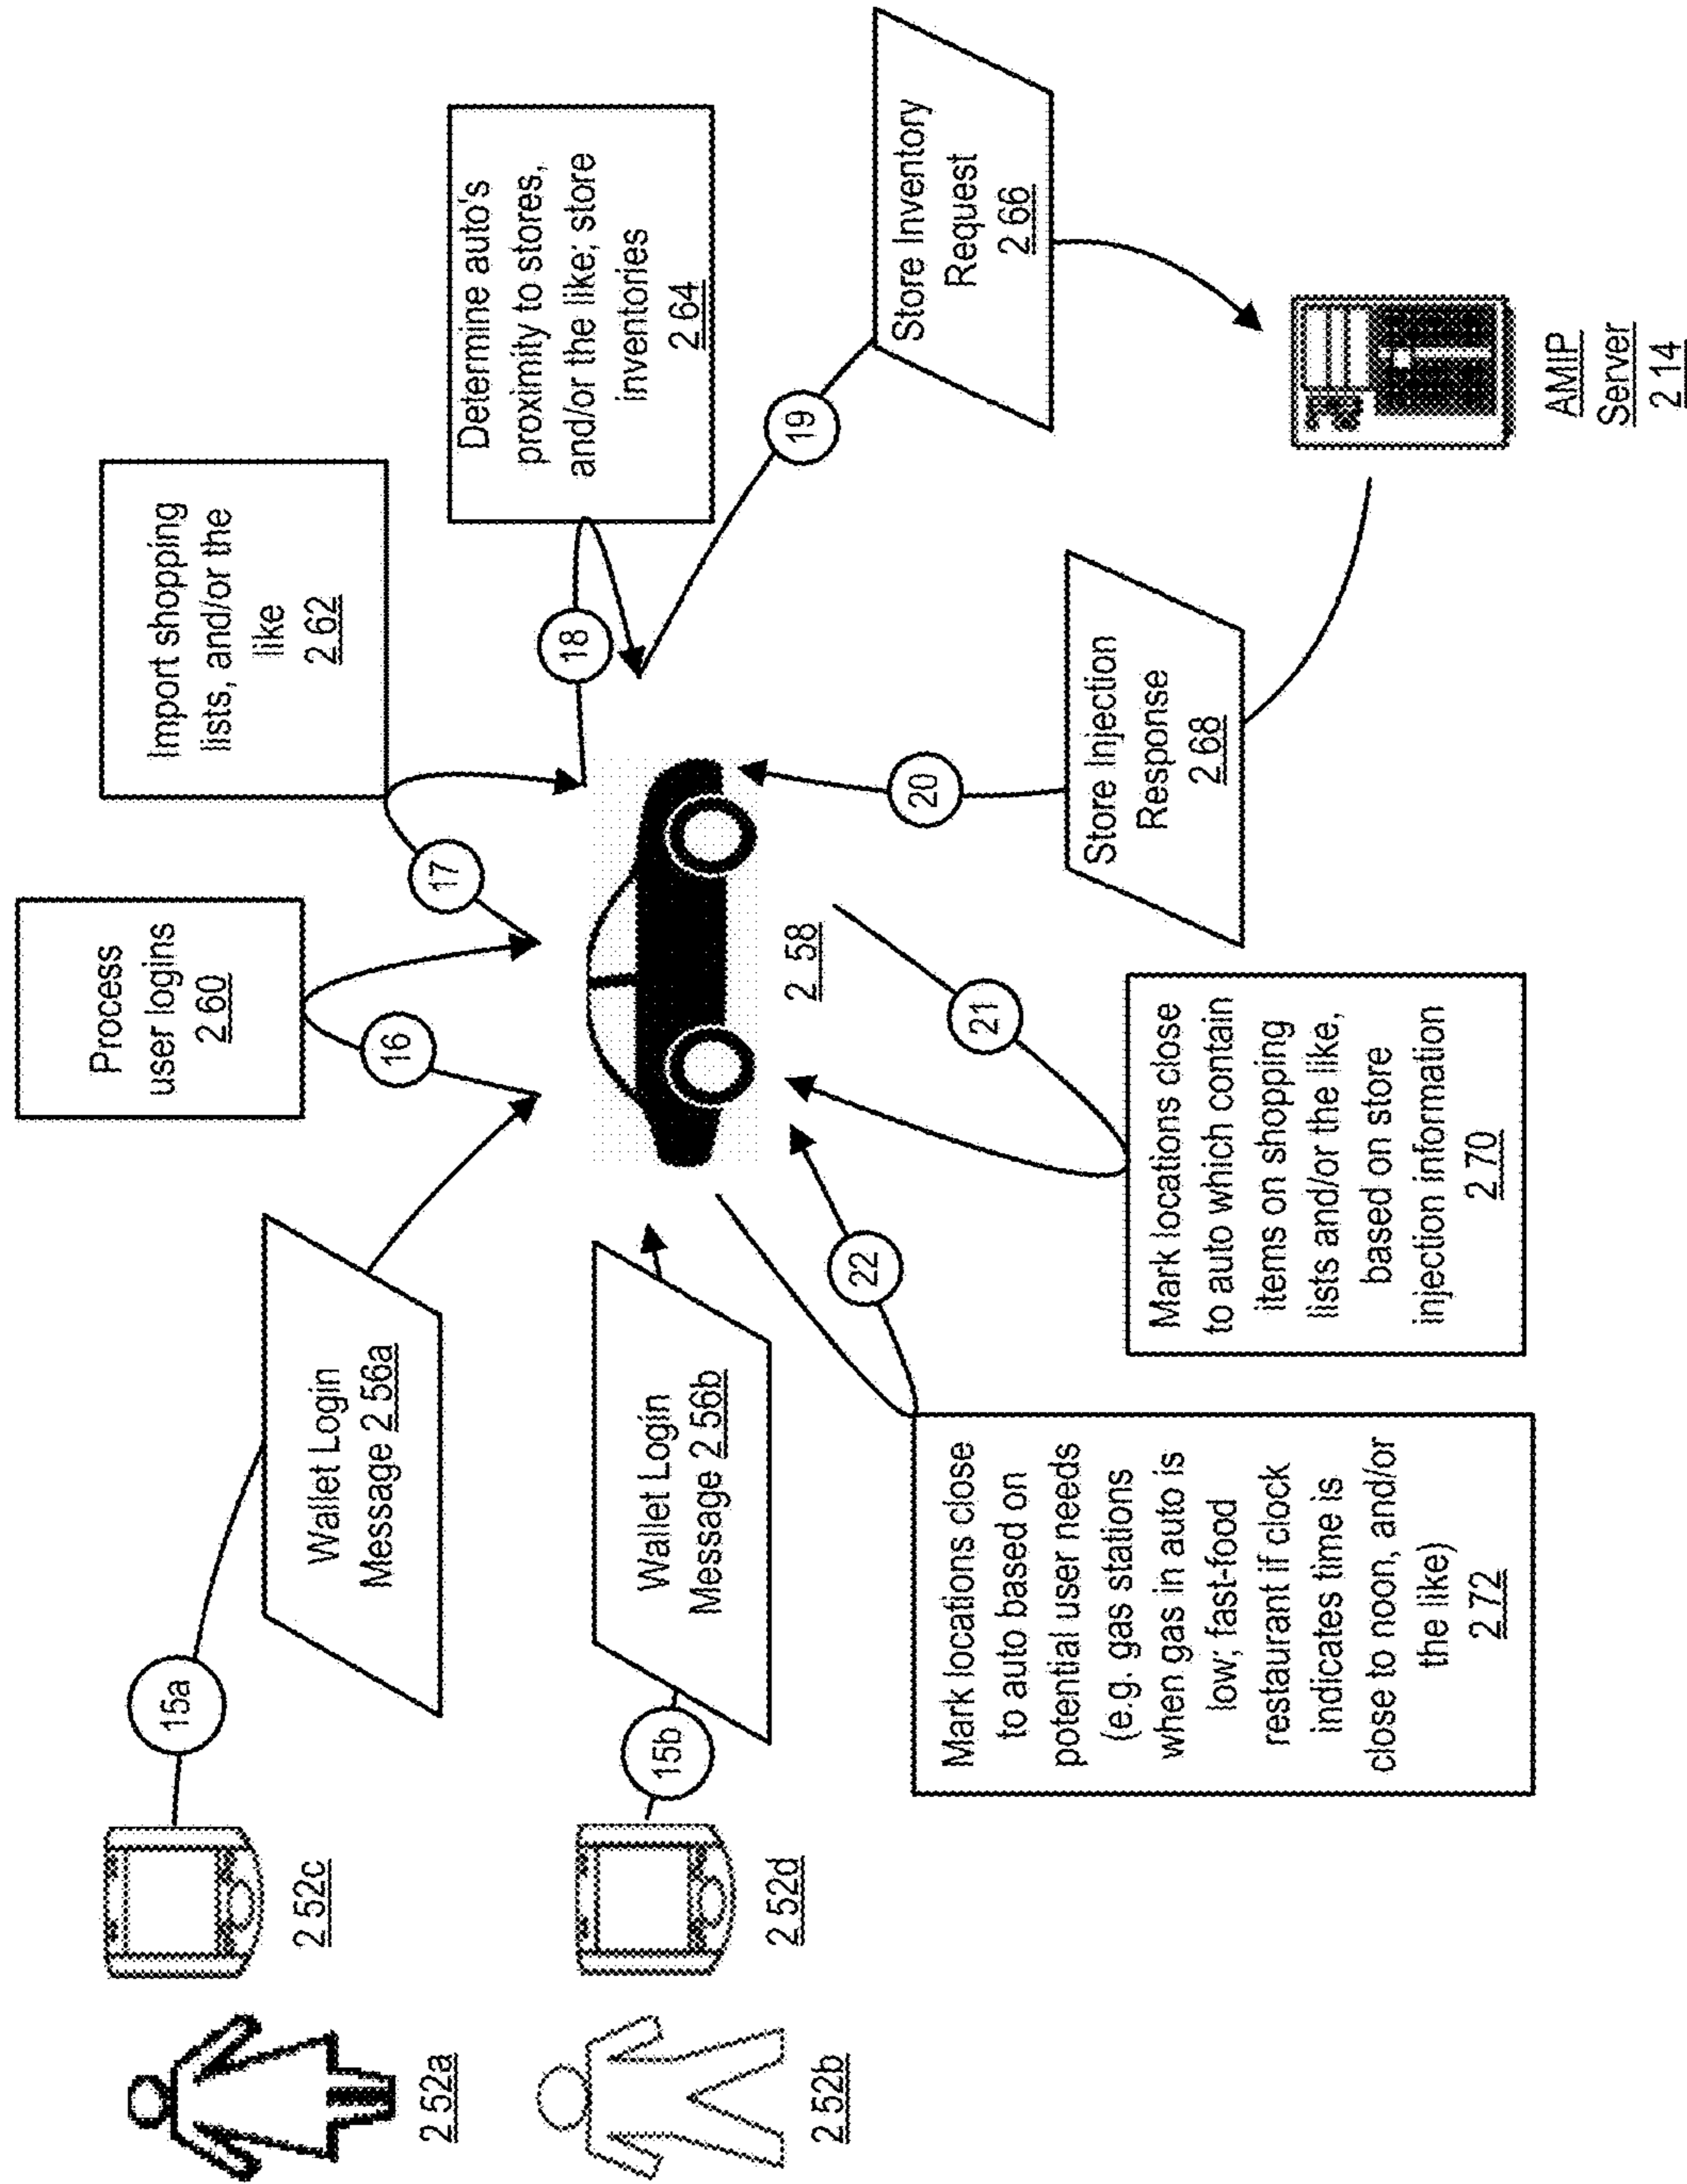 2 52a
2 52c
15a
Wallet Login
Message 2 56a
2 52b
2 52d
15b
Wallet Login
Message 2 56b
Process
user logins
2 60
16
Import shopping
lists, and/or the
like
2 62
17
Determine auto's
proximity to stores,
and/or the like; store
inventories
2 64
18
19
Store Inventory
Request
2 66
AMIP
Server
2 14
Store Injection
Response
2 68
20
2 58
21
Mark locations close
to auto which contain
items on shopping
lists and/or the like,
based on store
injection information
2 70
22
Mark locations close
to auto based on
potential user needs
(e.g. gas stations
when gas in auto is
low; fast-food
restaurant if clock
indicates time is
close to noon, and/or
the like)
2 72